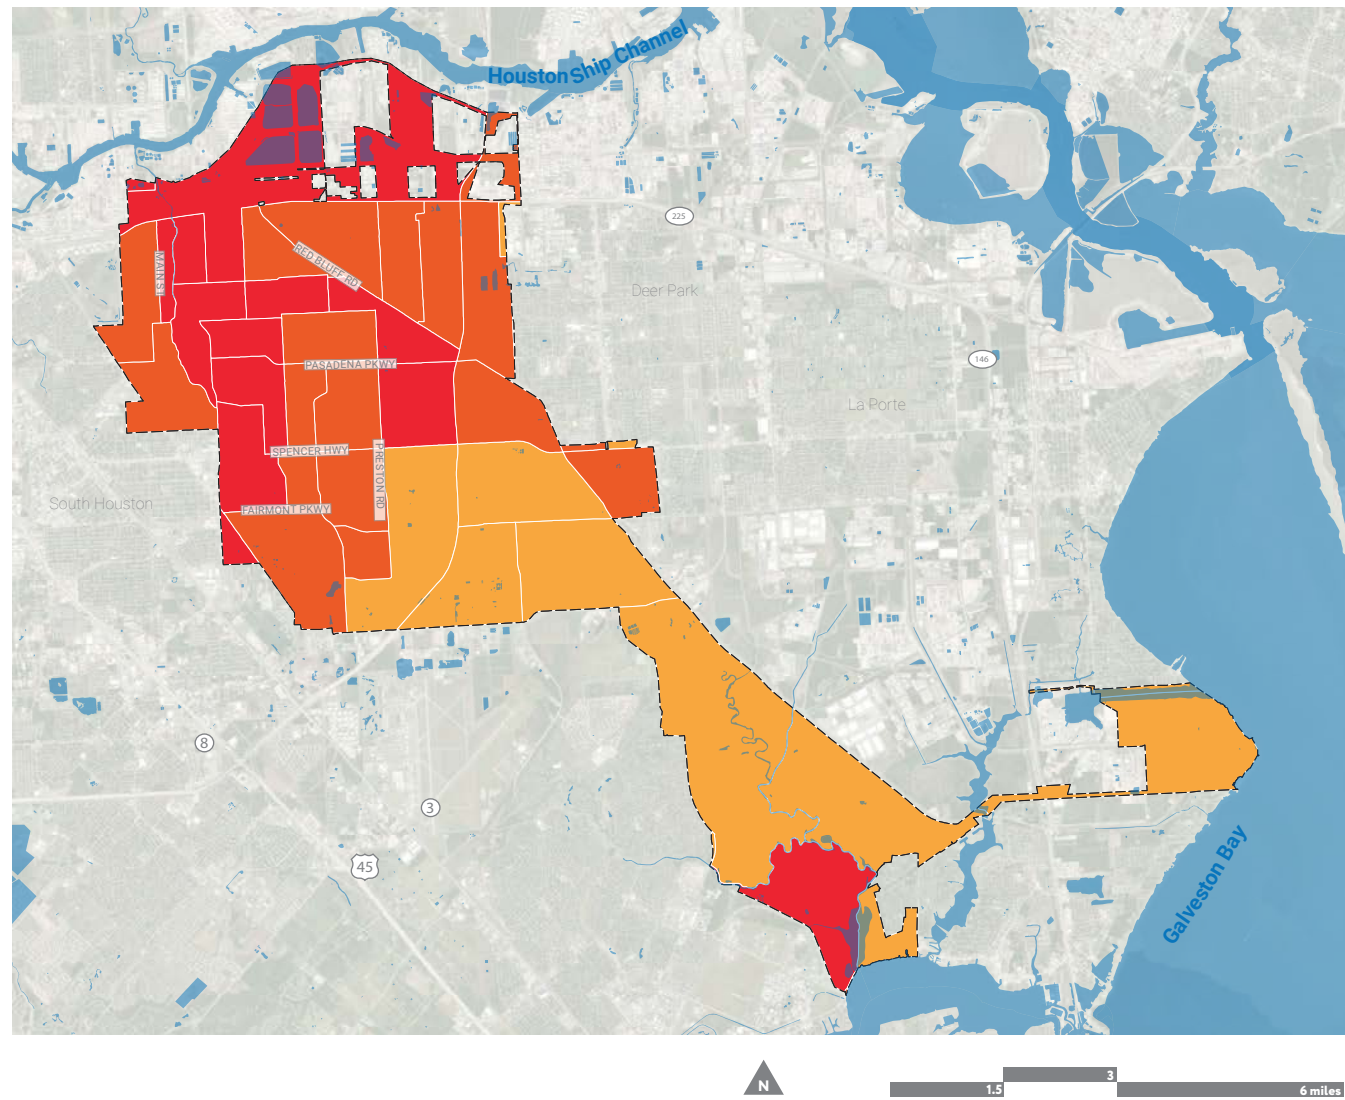 Houston Ship Channel
225
RED BLUFF RD
MAIN ST
Deer Park
146
PASADENA PKWY
La Porte
SPENCER HWY
PRESTON RD
South Houston
FAIRMONT PKWY
8
3
45
Galveston Bay
N
1.5
3
6 miles